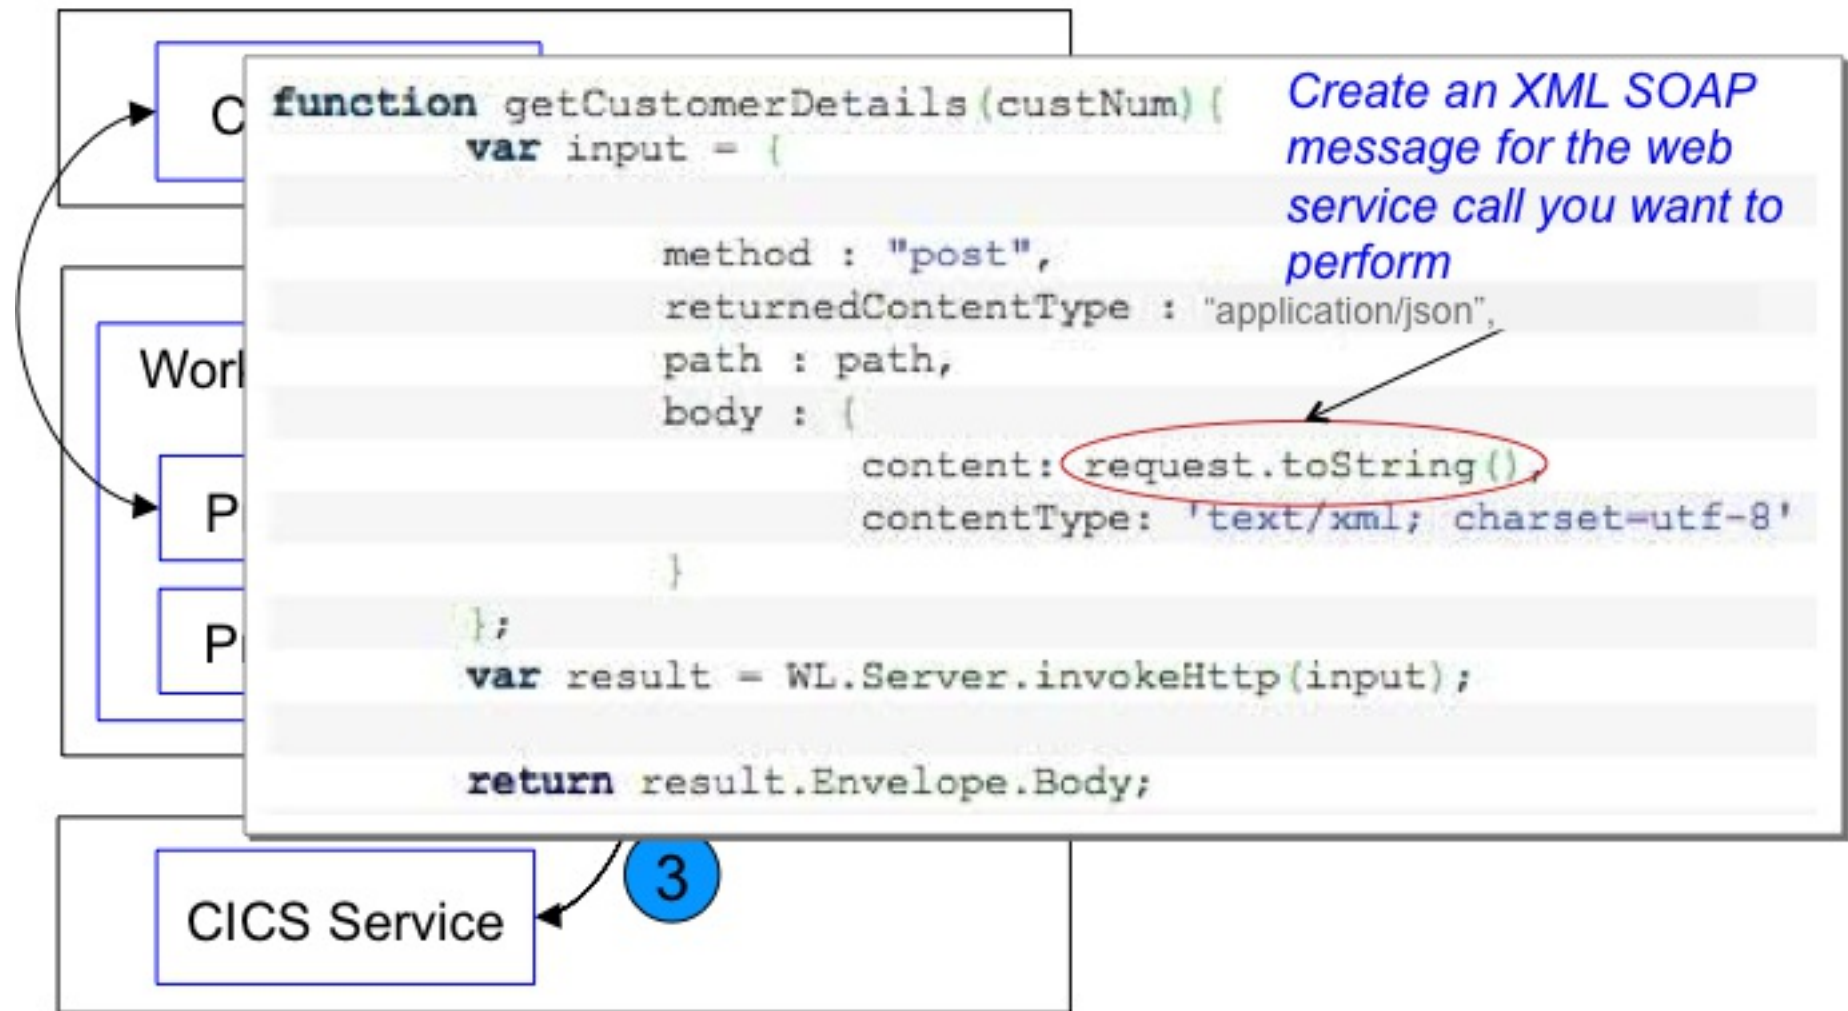 C
function getCustomerDetails(custNum){
var input = {
Create an XML SOAP
message for the web
service call you want to
perform
method : "post",
returnedContentType : "application/json",
path : path,
body : {
content: request.toString(),
contentType: 'text/xml; charset=utf-8'
}
};
var result = WL.Server.invokeHttp(input);
return result.Envelope.Body;
Work
P
P
3
CICS Service